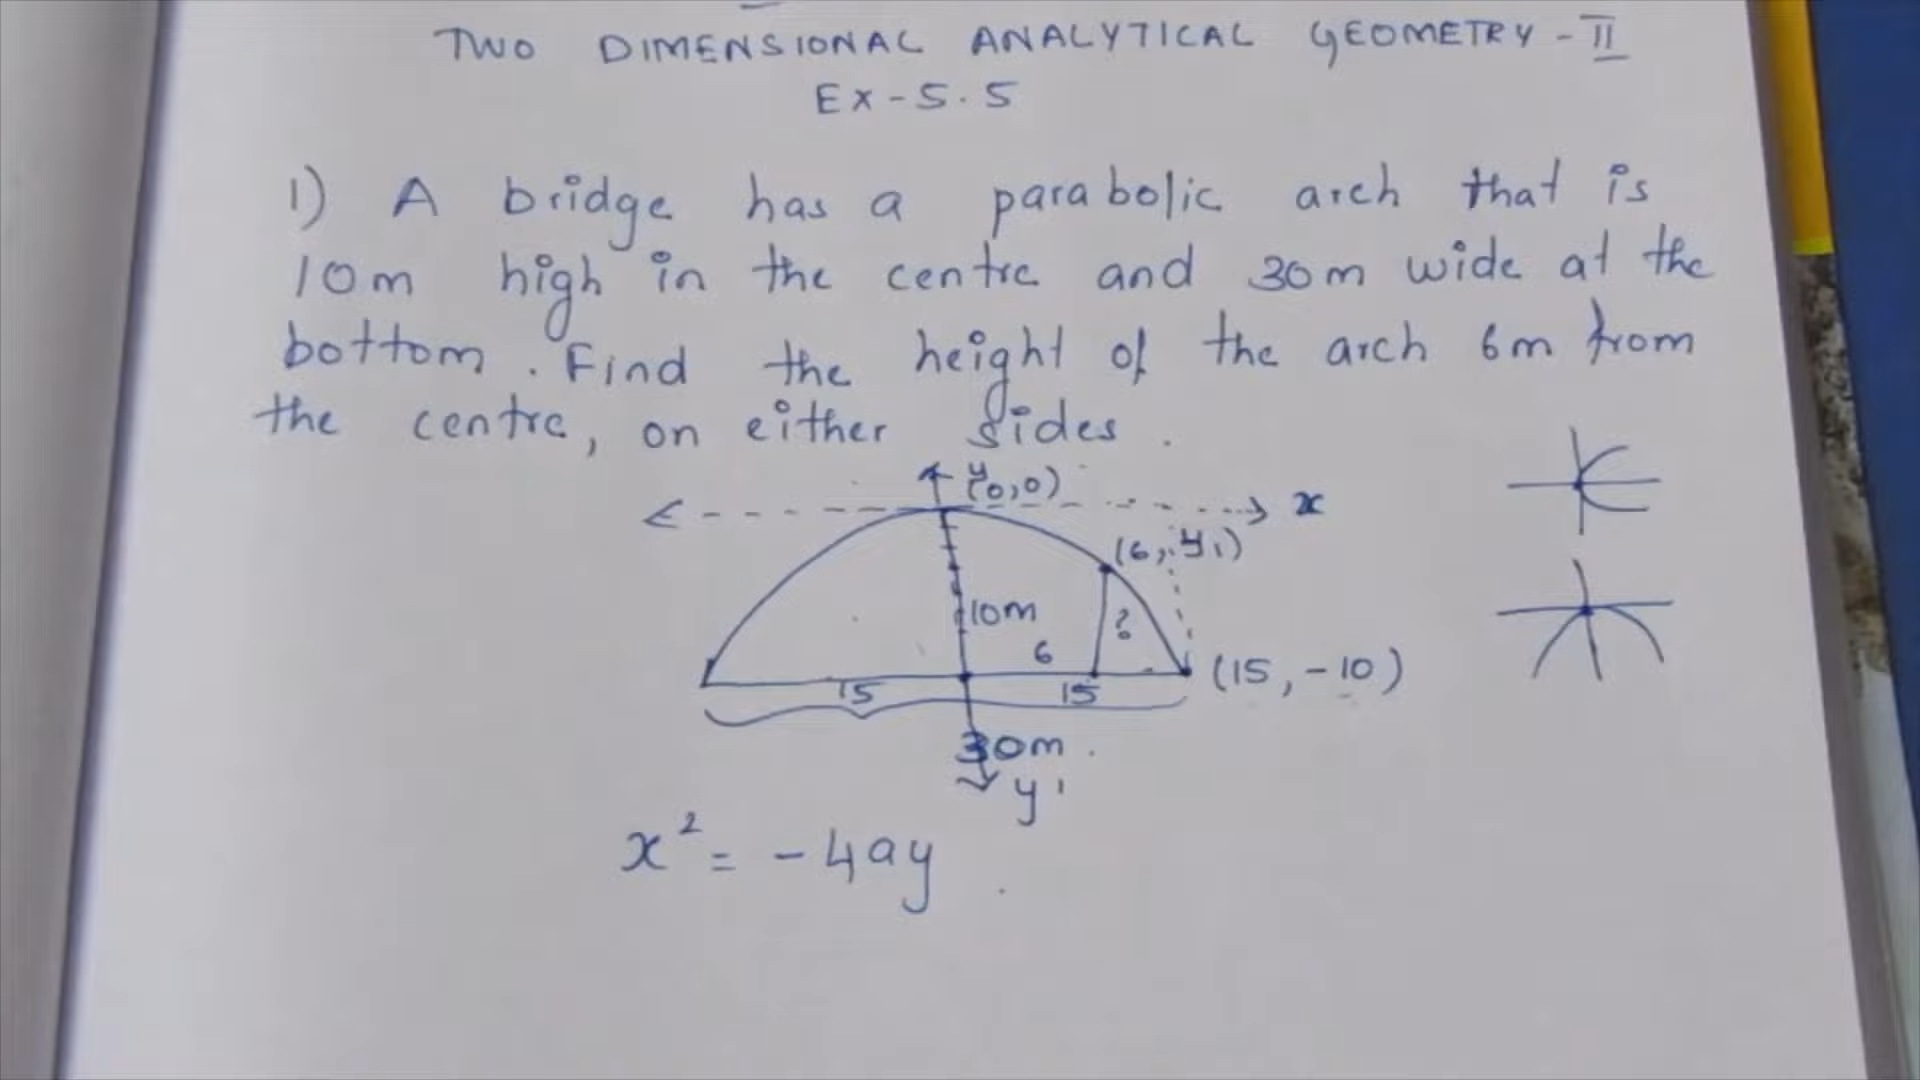 TWO DIMENSIONAL ANALYTICAL GEOMETRY - II
EX-5.5
1) A bridge has a parabolic arch that is
10m high in the centre and 30m wide at the
bottom. Find the height of the arch 6m from
the centre, on either sides.
y
(0,0)
x
(6, y₁)
10m
?
6
(15, -10)
15
15
30m.
y'
x² = -4ay